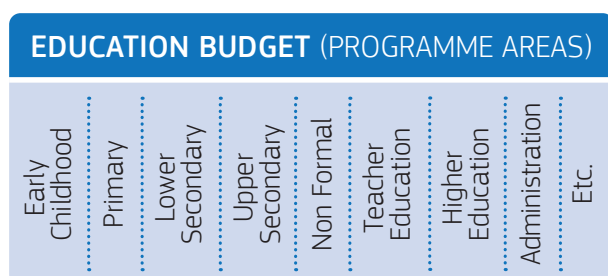 EDUCATION BUDGET (PROGRAMME AREAS)
Early
Childhood
Primary
Lower
Secondary
Upper
Secondary
Non Formal
Teacher
Education
Higher
Education
Administration
Etc.